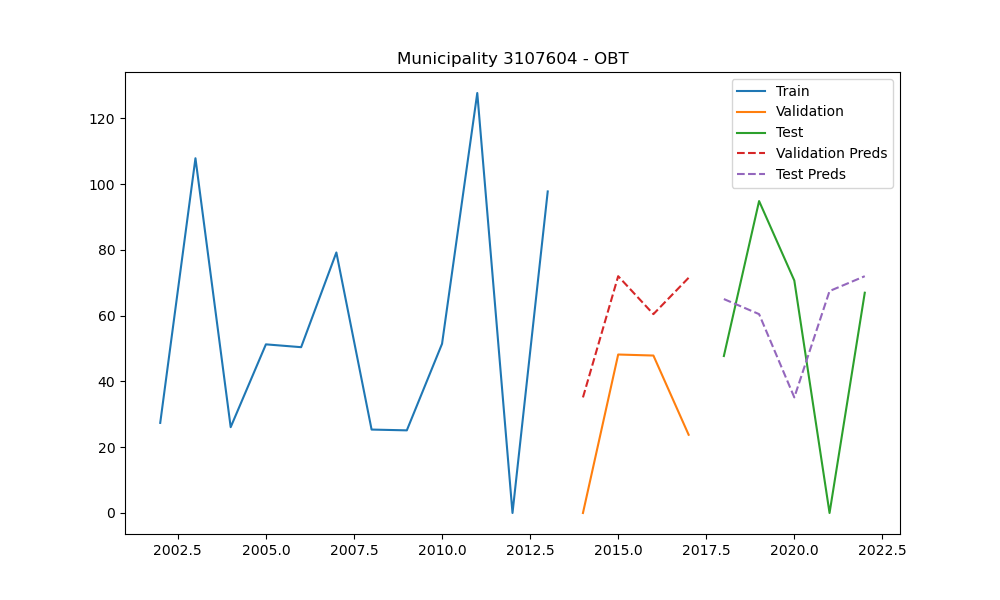 Municipality 3107604 - OBT
Train
Validation
Test
Validation Preds
Test Preds
120
100
80
60
40
20
0
2002.5 2005.0 2007.5 2010.0 2012.5 2015.0 2017.5 2020.0 2022.5